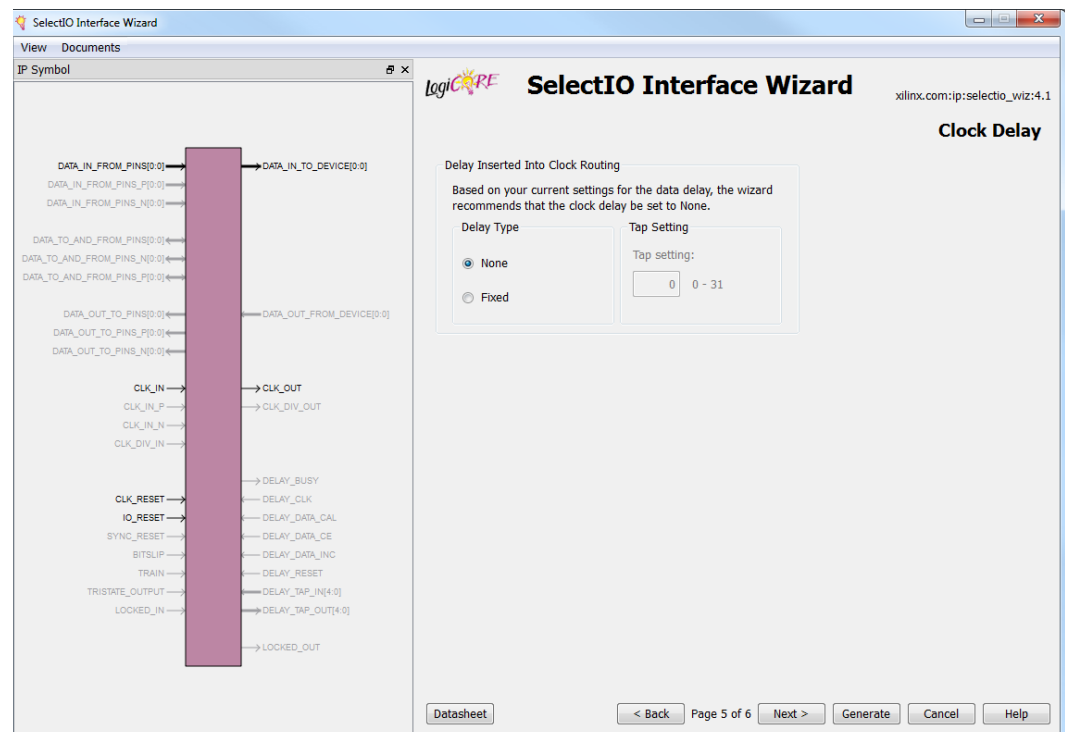 SelectIO Interface Wizard
View Documents
IP Symbol
DATA_IN_FROM_PINS[0:0]
DATA_IN_TO_DEVICE[0:0]
DATA_IN_FROM_PINS_P[0:0]
DATA_IN_FROM_PINS_N[0:0]
DATA_TO_AND_FROM_PINS[0:0]
DATA_TO_AND_FROM_PINS_N[0:0]
DATA_TO_AND_FROM_PINS_P[0:0]
DATA_OUT_TO_PINS[0:0]
DATA_OUT_FROM_DEVICE[0:0]
DATA_OUT_TO_PINS_P[0:0]
DATA_OUT_TO_PINS_N[0:0]
CLK_IN
CLK_OUT
CLK_IN_P
CLK_DIV_OUT
CLK_IN_N
CLK_DIV_IN
DELAY_BUSY
CLK_RESET
DELAY_CLK
IO_RESET
DELAY_DATA_CAL
SYNC_RESET
DELAY_DATA_CE
BITSLIP
DELAY_DATA_INC
TRAIN
DELAY_RESET
TRISTATE_OUTPUT
DELAY_TAP_IN[4:0]
LOCKED_IN
DELAY_TAP_OUT[4:0]
LOCKED_OUT
LogiCORE
SelectIO Interface Wizard
xilinx.com:ip:selectio_wiz:4.1
Clock Delay
Delay Inserted Into Clock Routing
Based on your current settings for the data delay, the wizard
recommends that the clock delay be set to None.
Delay Type
None
Fixed
Tap Setting
Tap setting:
0 0 - 31
Datasheet
< Back Page 5 of 6 Next > Generate Cancel Help